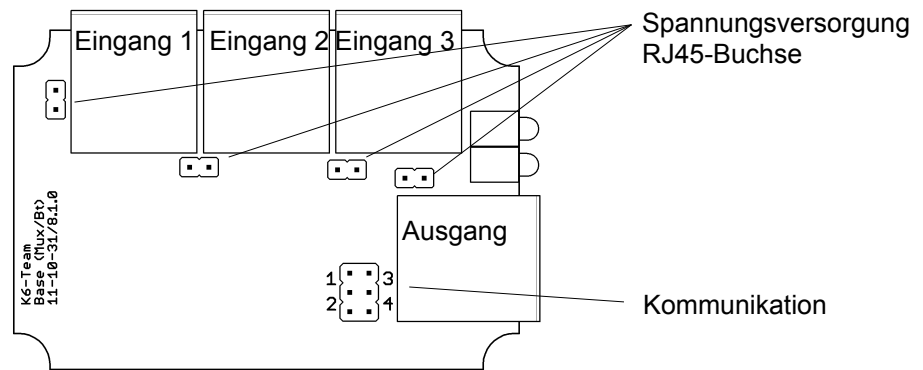 Spannungsversorgung
RJ45-Buchse
Eingang 1
Eingang 2
Eingang 3
Ausgang
K6-Team
Base (Mux/Bt)
11-10-31/8.1.0
1
3
2
4
Kommunikation